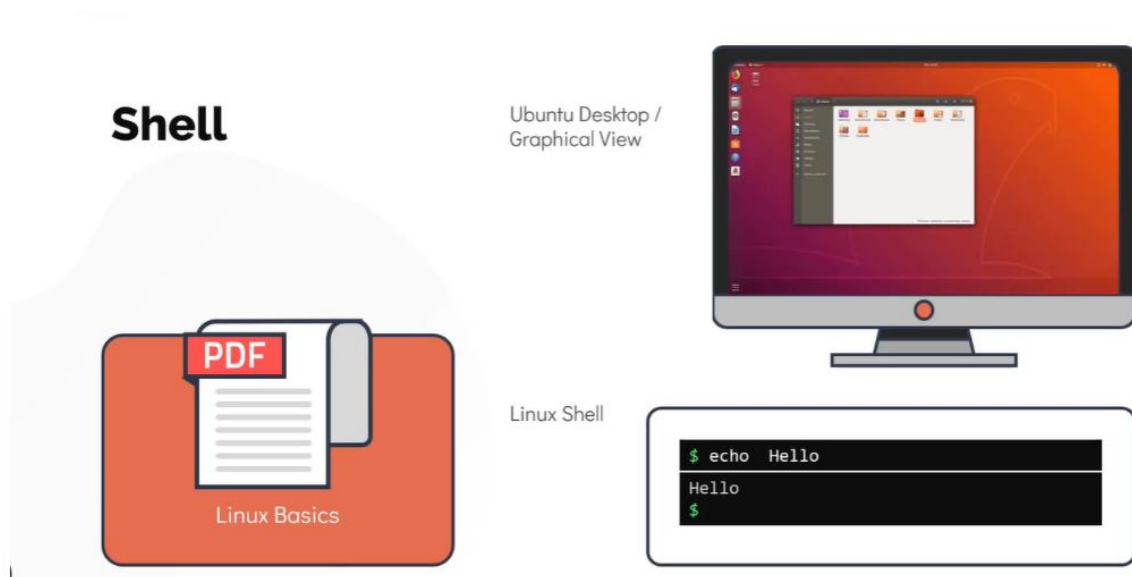 Shell
Ubuntu Desktop /
Graphical View
PDF
Linux Basics
Linux Shell
$ echo  Hello
Hello
$